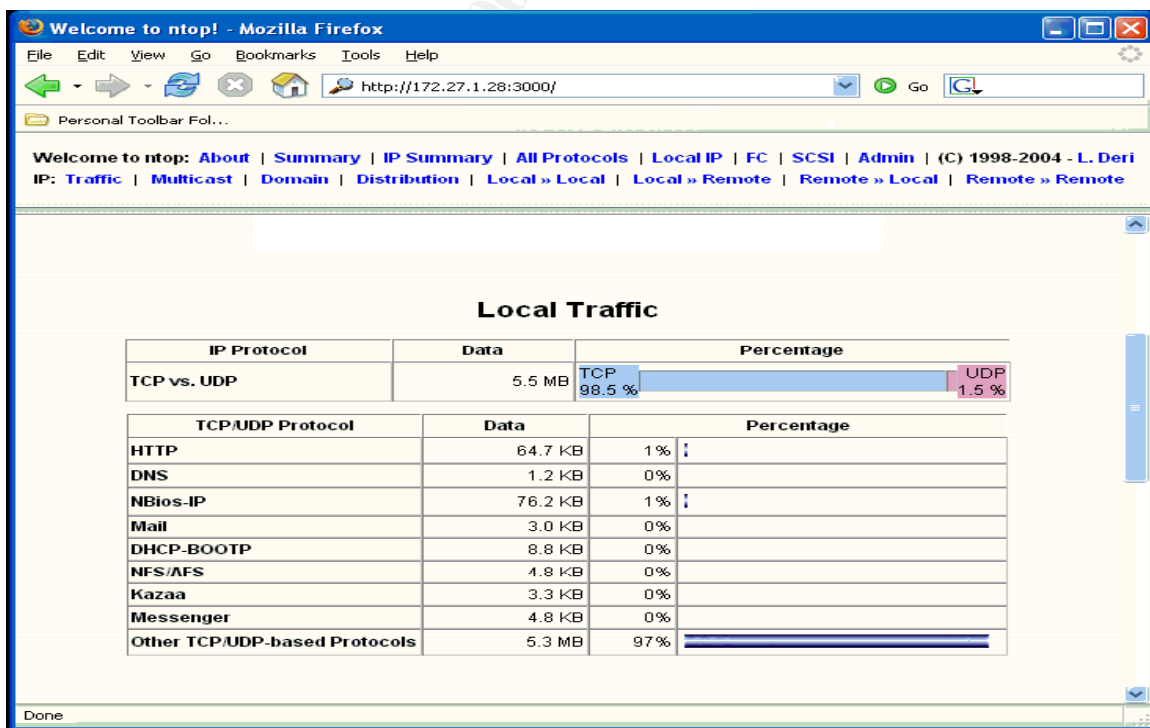 Welcome to ntop! - Mozilla Firefox
File Edit View Go Bookmarks Tools Help
http://172.27.1.28:3000/ Go G
Personal Toolbar Fol...
Welcome to ntop: About | Summary | IP Summary | All Protocols | Local IP | FC | SCSI | Admin | (C) 1998-2004 - L. Deri
IP: Traffic | Multicast | Domain | Distribution | Local » Local | Local » Remote | Remote » Local | Remote » Remote
Local Traffic
IP Protocol Data Percentage
TCP vs. UDP 5.5 MB TCP 98.5 % UDP 1.5 %
TCP/UDP Protocol Data Percentage
HTTP 64.7 KB 1%
DNS 1.2 KB 0%
NBios-IP 76.2 KB 1%
Mail 3.0 KB 0%
DHCP-BOOTP 8.8 KB 0%
NFS/AFS 4.8 KB 0%
Kazaa 3.3 KB 0%
Messenger 4.8 KB 0%
Other TCP/UDP-based Protocols 5.3 MB 97%
Done